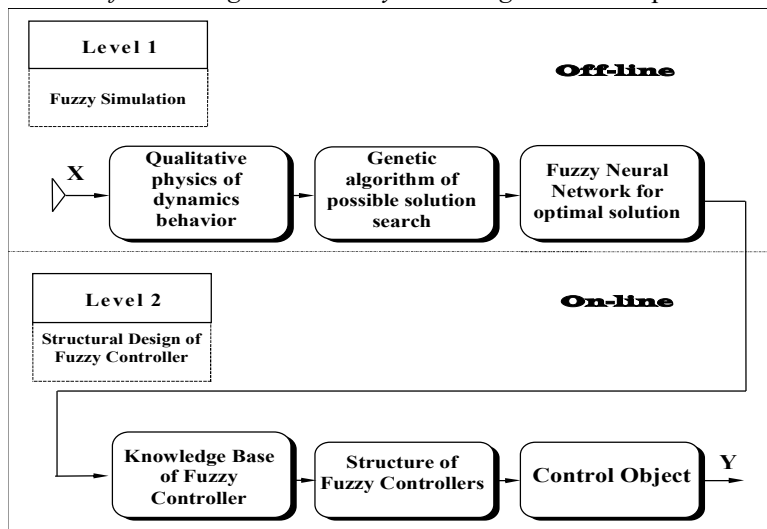 Level 1
Off-line
Fuzzy Simulation
X
Qualitative
physics of
dynamics
behavior
Genetic
algorithm of
possible solution
search
Fuzzy Neural
Network for
optimal solution
Level 2
On-line
Structural Design of
Fuzzy Controller
Knowledge Base
of Fuzzy
Controller
Structure of
Fuzzy Controllers
Control Object
Y